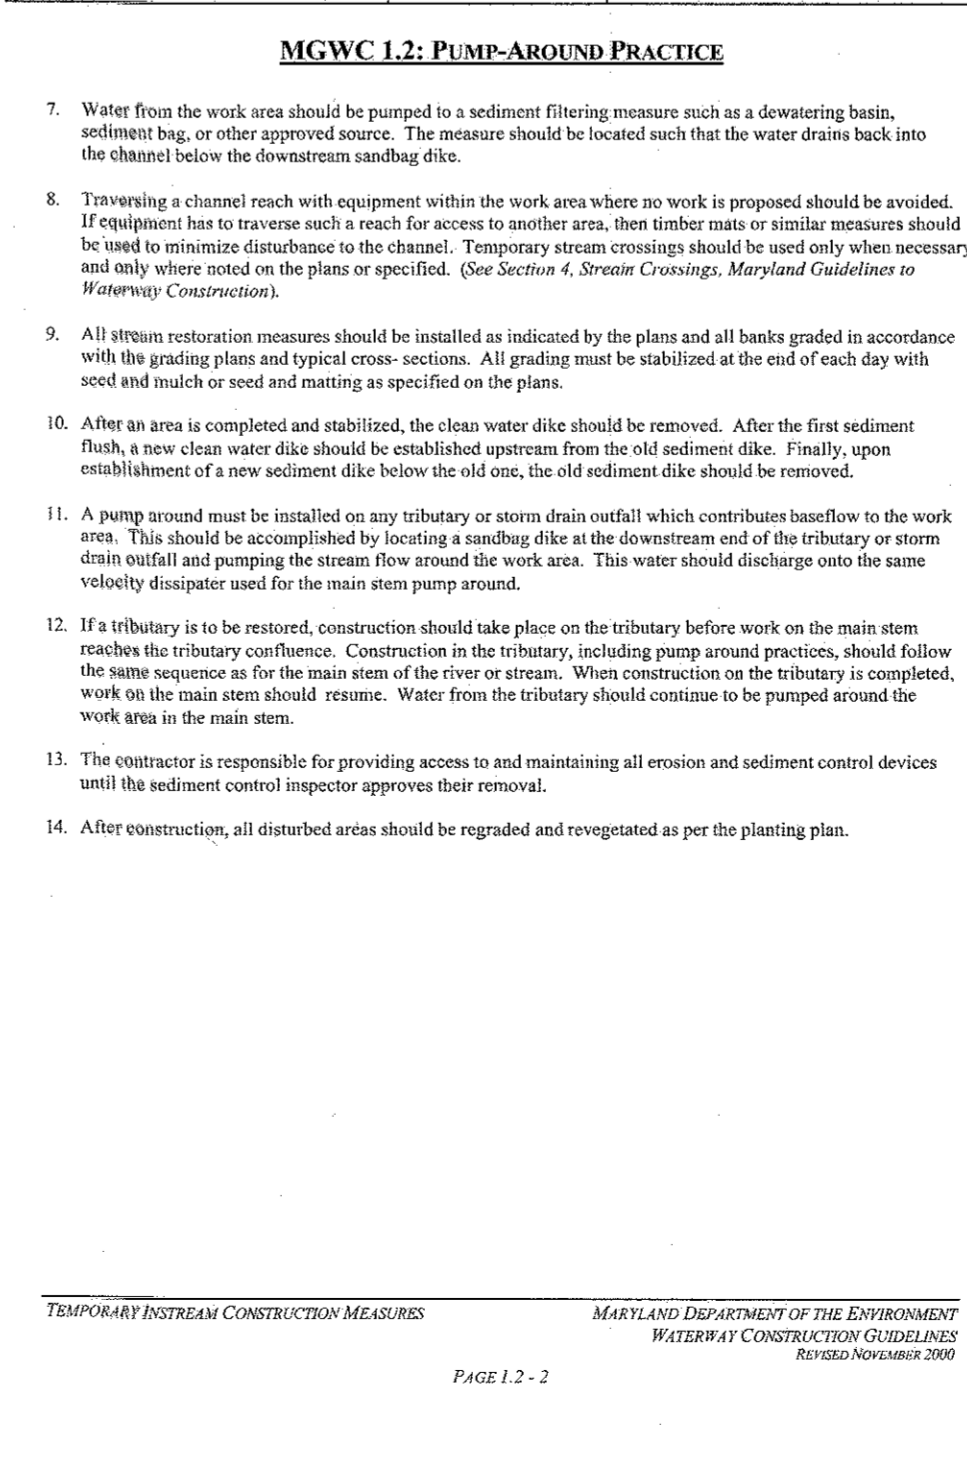 MGWC 1.2: PUMP-AROUND PRACTICE
7. Water from the work area should be pumped to a sediment filtering measure such as a dewatering basin,
sediment bag, or other approved source. The measure should be located such that the water drains back into
the channel below the downstream sandbag dike.
8. Traversing a channel reach with equipment within the work area where no work is proposed should be avoided.
If equipment has to traverse such a reach for access to another area, then timber mats or similar measures should
be used to minimize disturbance to the channel. Temporary stream crossings should be used only when necessary
and only where noted on the plans or specified. (See Section 4, Stream Crossings, Maryland Guidelines to
Waterway Construction).
9. All stream restoration measures should be installed as indicated by the plans and all banks graded in accordance
with the grading plans and typical cross- sections. All grading must be stabilized at the end of each day with
seed and mulch or seed and matting as specified on the plans.
10. After an area is completed and stabilized, the clean water dike should be removed. After the first sediment
flush, a new clean water dike should be established upstream from the old sediment dike. Finally, upon
establishment of a new sediment dike below the old one, the old sediment dike should be removed.
11. A pump around must be installed on any tributary or storm drain outfall which contributes baseflow to the work
area. This should be accomplished by locating a sandbag dike at the downstream end of the tributary or storm
drain outfall and pumping the stream flow around the work area. This water should discharge onto the same
velocity dissipater used for the main stem pump around.
12. If a tributary is to be restored, construction should take place on the tributary before work on the main stem
reaches the tributary confluence. Construction in the tributary, including pump around practices, should follow
the same sequence as for the main stem of the river or stream. When construction on the tributary is completed,
work on the main stem should resume. Water from the tributary should continue to be pumped around the
work area in the main stem.
13. The contractor is responsible for providing access to and maintaining all erosion and sediment control devices
until the sediment control inspector approves their removal.
14. After construction, all disturbed areas should be regraded and revegetated as per the planting plan.
TEMPORARY INSTREAM CONSTRUCTION MEASURES
MARYLAND DEPARTMENT OF THE ENVIRONMENT
WATERWAY CONSTRUCTION GUIDELINES
REVISED NOVEMBER 2000
PAGE 1.2 - 2